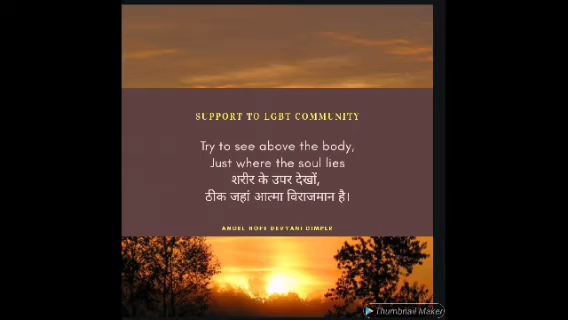 SUPPORT TO LGBT COMMUNITY
Try to see above the body,
Just where the soul lies
शरीर के उपर देखों,
ठीक जहां आत्मा विराजमान है।
ANGEL HOPE DEVTANI DIMPLE
Thumbnail Maker